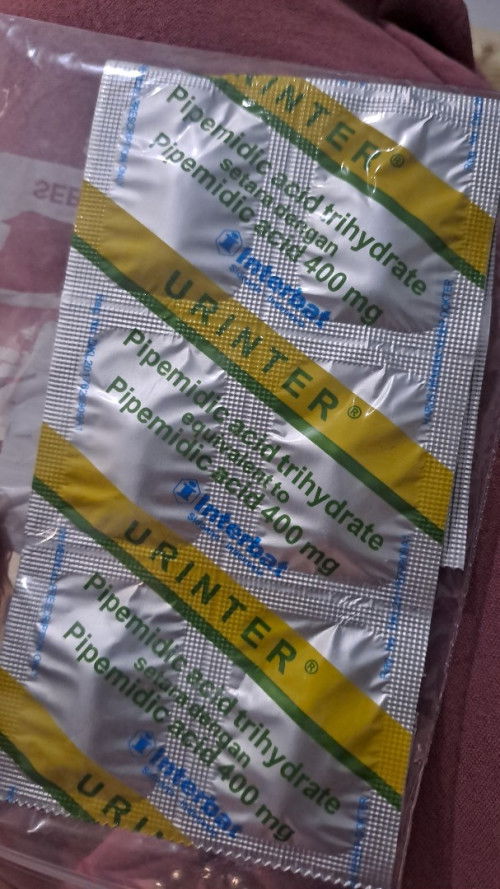 URINTER®
Pipemidic acid trihydrate
setara dengan
Pipemidic acid 400 mg
Interbat
URINTER®
Pipemidic acid trihydrate
equivalent to
Pipemidic acid 400 mg
Interbat
URINTER®
Pipemidic acid trihydrate
setara dengan
Pipemidic acid 400 mg
Interbat
URIN